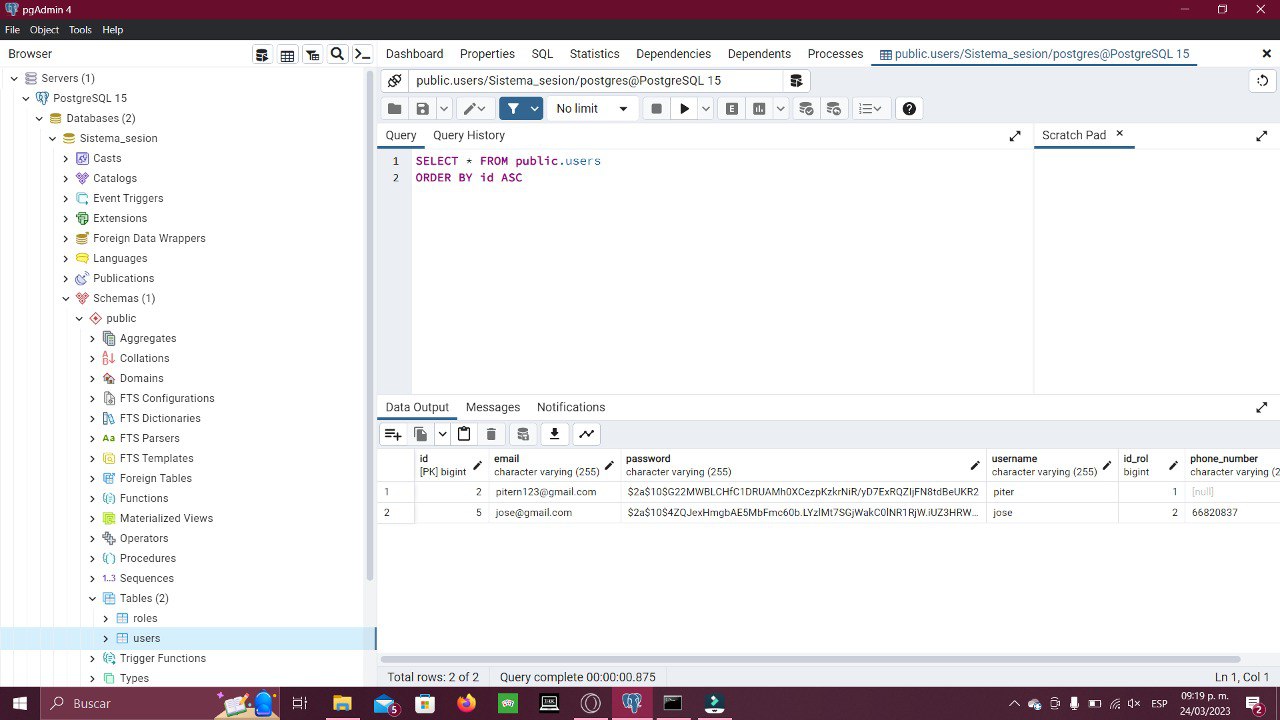 pgAdmin 4
File Object Tools Help
Browser
Dashboard Properties SQL Statistics Dependencies Dependents Processes public.users/Sistema_sesion/postgres@PostgreSQL 15
Servers (1)
PostgreSQL 15
Databases (2)
Sistema_sesion
Casts
Catalogs
Event Triggers
Extensions
Foreign Data Wrappers
Languages
Publications
Schemas (1)
public
Aggregates
Collations
Domains
FTS Configurations
FTS Dictionaries
Aa FTS Parsers
FTS Templates
Foreign Tables
Functions
Materialized Views
Operators
Procedures
1..3 Sequences
Tables (2)
roles
users
Trigger Functions
Types
public.users/Sistema_sesion/postgres@PostgreSQL 15
No limit
Query Query History
Scratch Pad
1 SELECT * FROM public.users
2 ORDER BY id ASC
Data Output Messages Notifications
id email password username id_rol phone_number
[PK] bigint character varying (255) character varying (255) character varying (255) bigint character varying (2
1 2 pitern123@gmail.com $2a$10$G22MWBLCHfC1DRUAMh0XCezpKzkrNiR/yD7ExRQZIjFN8tdBeUKR2 piter 1 [null]
2 5 jose@gmail.com $2a$10$4ZQJexHmgbAE5MbFmc60b.LYzlMt7SGjWakC0lNR1RjW.iUZ3HRW... jose 2 66820837
Total rows: 2 of 2 Query complete 00:00:00.875 Ln 1, Col 1
Buscar
5
ESP
09:19 p. m.
24/03/2023
2